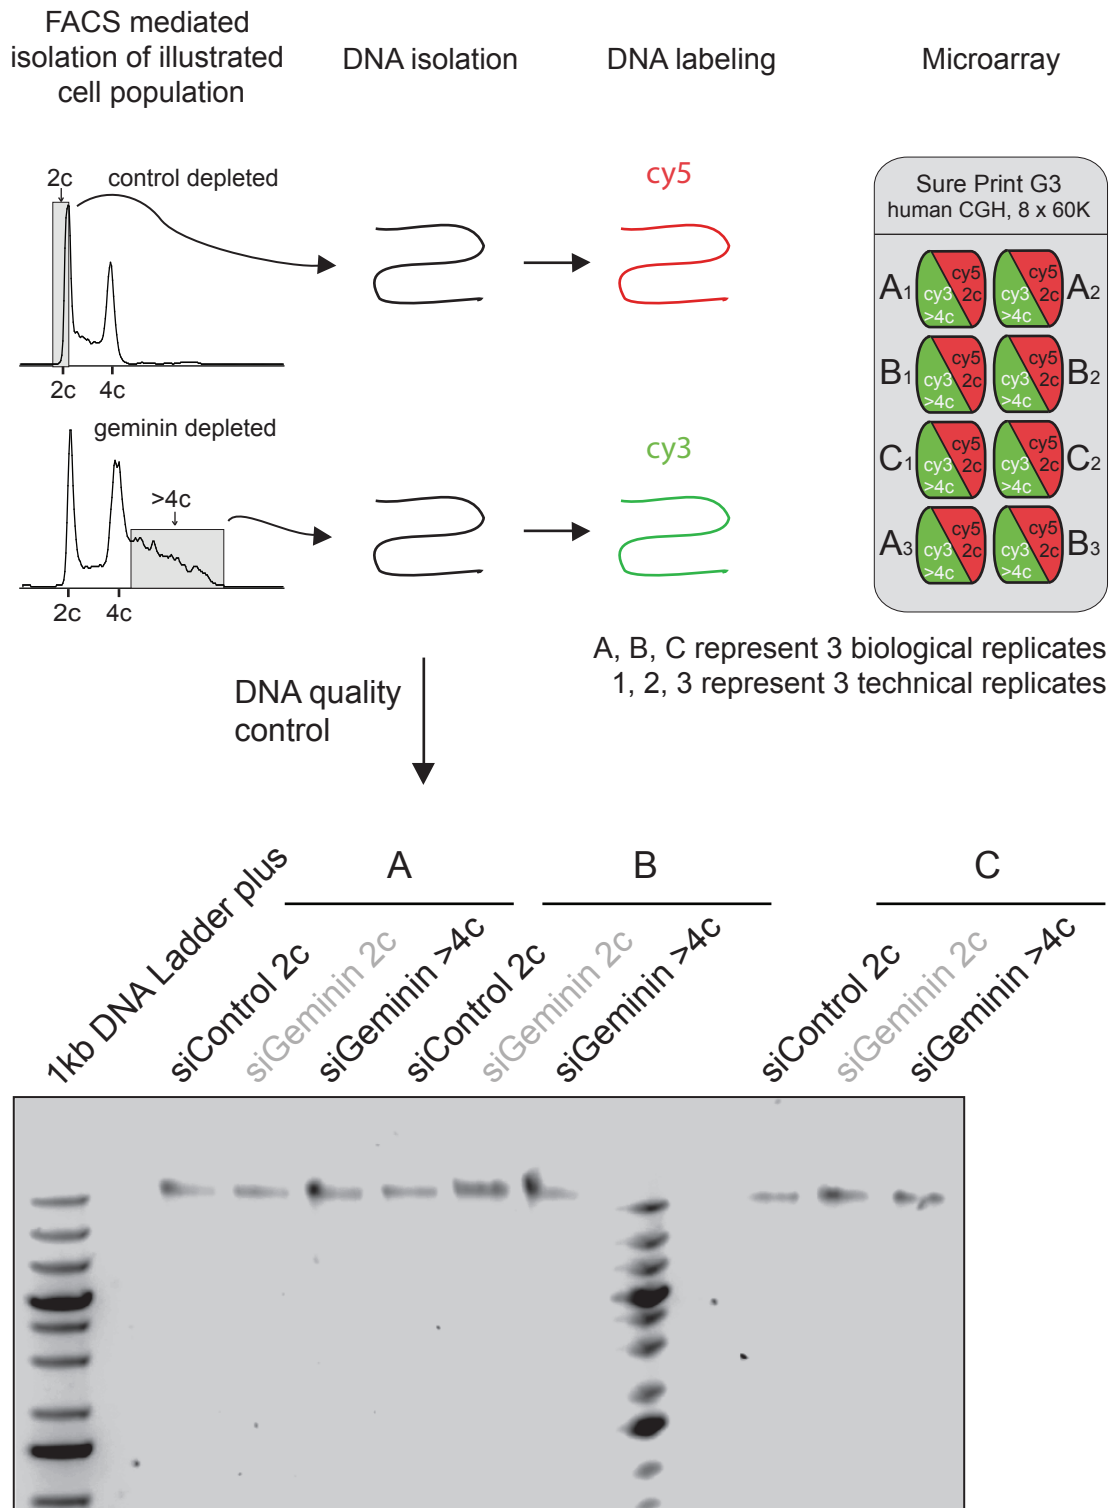 FACS mediated
isolation of illustrated
cell population
DNA isolation
DNA labeling
Microarray
2c
control depleted
2c
4c
cy5
geminin depleted
>4c
2c
4c
cy3
Sure Print G3
human CGH, 8 x 60K
A1
cy3
>4c
cy5
2c
cy3
>4c
cy5
2c
A2
B1
cy3
>4c
cy5
2c
cy3
>4c
cy5
2c
B2
C1
cy3
>4c
cy5
2c
cy3
>4c
cy5
2c
C2
A3
cy3
>4c
cy5
2c
cy3
>4c
cy5
2c
B3
A, B, C represent 3 biological replicates
1, 2, 3 represent 3 technical replicates
DNA quality
control
A
B
C
1kb DNA Ladder plus
siControl 2c
siGeminin 2c
siGeminin >4c
siControl 2c
siGeminin 2c
siGeminin >4c
siControl 2c
siGeminin 2c
siGeminin >4c